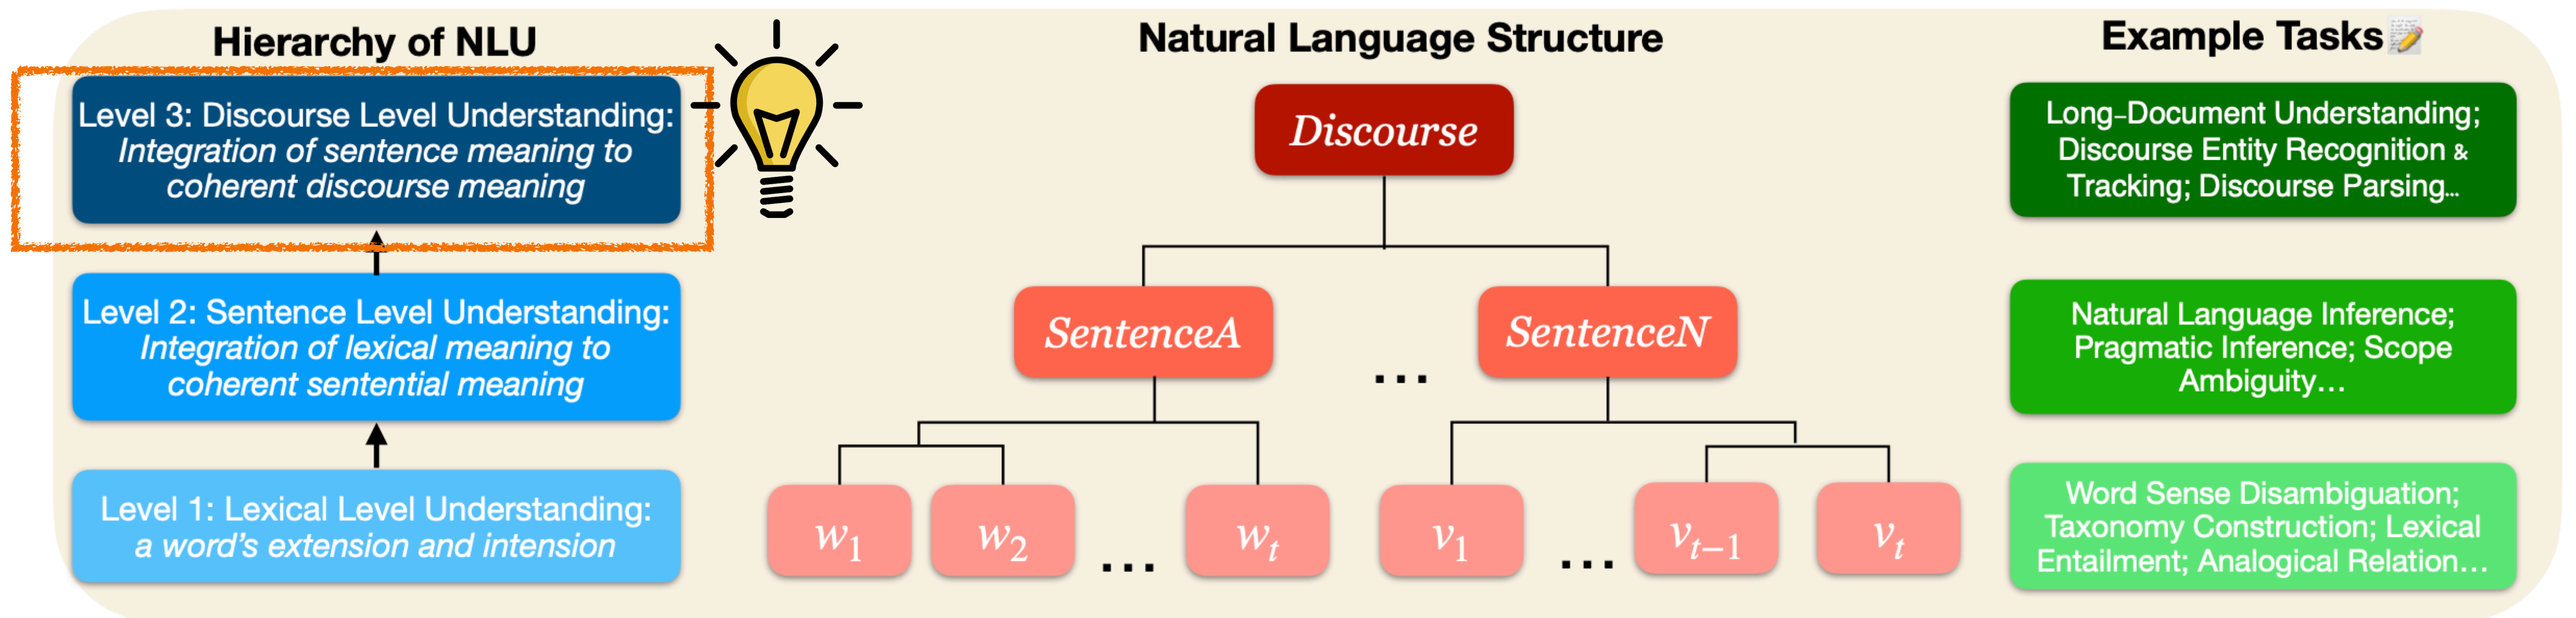 Hierarchy of NLU
Level 3: Discourse Level Understanding:
Integration of sentence meaning to
coherent discourse meaning
Level 2: Sentence Level Understanding:
Integration of lexical meaning to
coherent sentential meaning
Level 1: Lexical Level Understanding:
a word's extension and intension
Natural Language Structure
Discourse
SentenceA
...
SentenceN
w1
w2
...
wt
v1
...
vt−1
vt
Example Tasks
Long-Document Understanding;
Discourse Entity Recognition &
Tracking; Discourse Parsing...
Natural Language Inference;
Pragmatic Inference; Scope
Ambiguity...
Word Sense Disambiguation;
Taxonomy Construction; Lexical
Entailment; Analogical Relation...